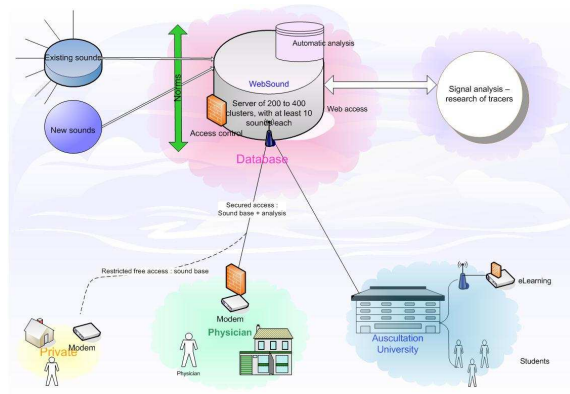 Existing sounds
New sounds
Norms
Automatic analysis
WebSound
Server of 200 to 400
clusters, with at least 10
sounds each
Access control
Web access
Database
Signal analysis –
research of tracers
Secured access :
Sound base + analysis
Restricted free access : sound base
Modem
Private
Modem
Physician
Physician
Auscultation
University
eLearning
Students